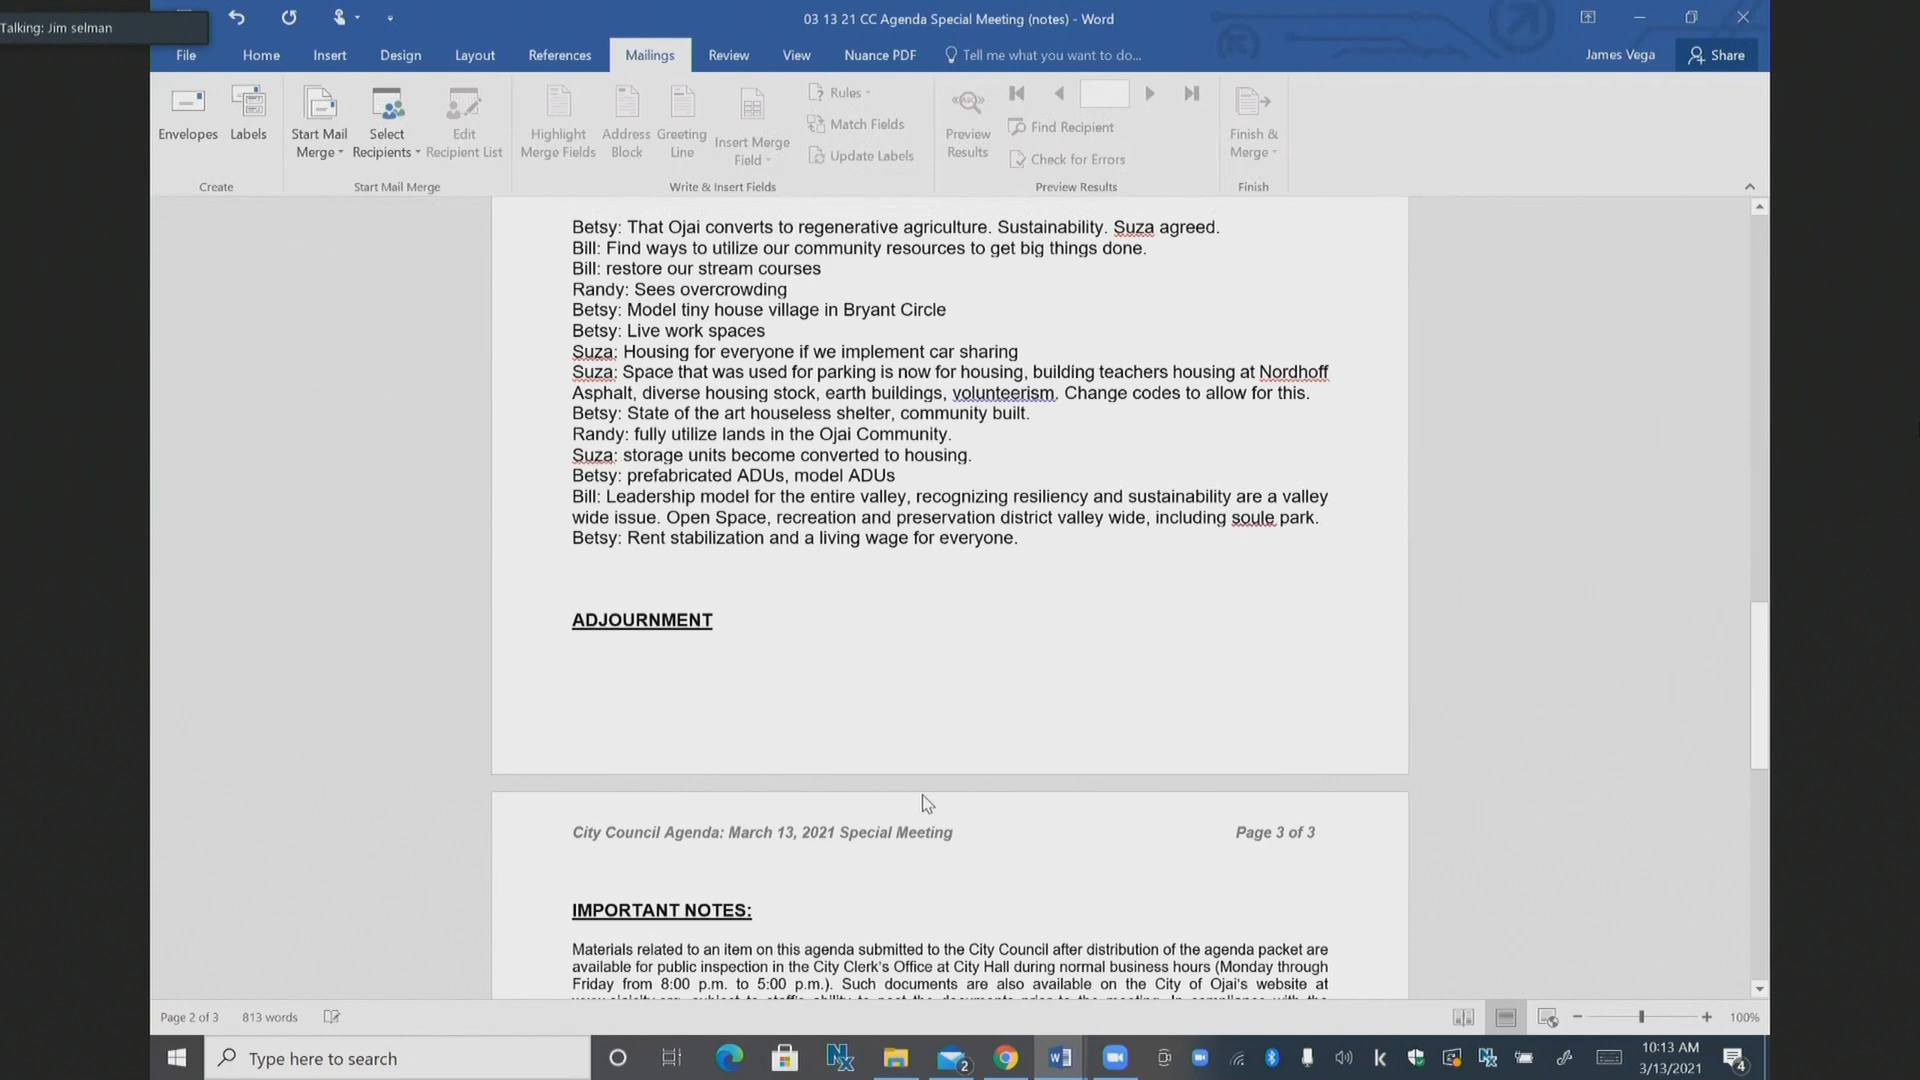 Talking: Jim selman
03 13 21 CC Agenda Special Meeting (notes) - Word
File Home Insert Design Layout References Mailings Review View Nuance PDF Tell me what you want to do... James Vega Share
Envelopes Labels Start Mail Merge Select Recipients Edit Recipient List Highlight Merge Fields Address Block Greeting Line Insert Merge Field Rules Match Fields Update Labels Preview Results Find Recipient Check for Errors Finish & Merge
Create Start Mail Merge Write & Insert Fields Preview Results Finish
Betsy: That Ojai converts to regenerative agriculture. Sustainability. Suza agreed.
Bill: Find ways to utilize our community resources to get big things done.
Bill: restore our stream courses
Randy: Sees overcrowding
Betsy: Model tiny house village in Bryant Circle
Betsy: Live work spaces
Suza: Housing for everyone if we implement car sharing
Suza: Space that was used for parking is now for housing, building teachers housing at Nordhoff
Asphalt, diverse housing stock, earth buildings, volunteerism. Change codes to allow for this.
Betsy: State of the art houseless shelter, community built.
Randy: fully utilize lands in the Ojai Community.
Suza: storage units become converted to housing.
Betsy: prefabricated ADUs, model ADUs
Bill: Leadership model for the entire valley, recognizing resiliency and sustainability are a valley
wide issue. Open Space, recreation and preservation district valley wide, including soule park.
Betsy: Rent stabilization and a living wage for everyone.
ADJOURNMENT
City Council Agenda: March 13, 2021 Special Meeting Page 3 of 3
IMPORTANT NOTES:
Materials related to an item on this agenda submitted to the City Council after distribution of the agenda packet are
available for public inspection in the City Clerk's Office at City Hall during normal business hours (Monday through
Friday from 8:00 p.m. to 5:00 p.m.). Such documents are also available on the City of Ojai's website at
Page 2 of 3 813 words 100%
Type here to search 2 10:13 AM
3/13/2021 4